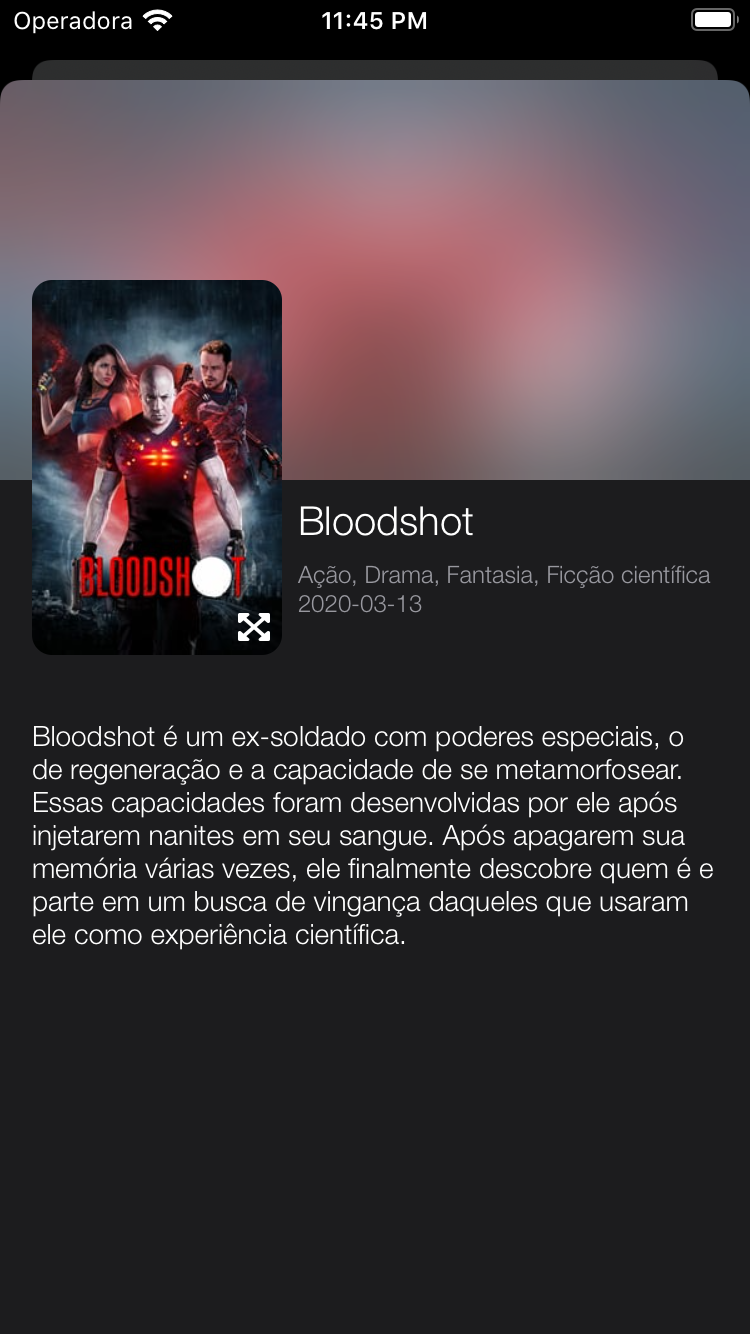 Operadora
11:45 PM
BLOODSHOT
Bloodshot
Ação, Drama, Fantasia, Ficção científica
2020-03-13
Bloodshot é um ex-soldado com poderes especiais, o
de regeneração e a capacidade de se metamorfosear.
Essas capacidades foram desenvolvidas por ele após
injetarem nanites em seu sangue. Após apagarem sua
memória várias vezes, ele finalmente descobre quem é e
parte em um busca de vingança daqueles que usaram
ele como experiência científica.